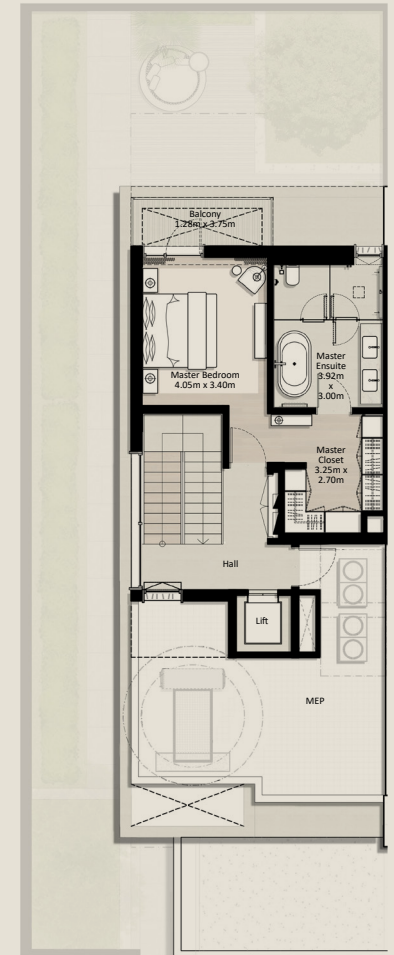 Balcony
1.28m x 3.75m
Master Bedroom
4.05m x 3.40m
Master
Ensuite
3.92m
x
3.00m
Master
Closet
3.25m x
2.70m
Hall
Lift
MEP